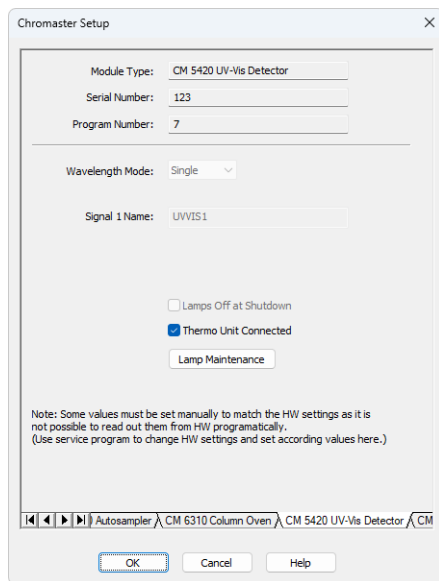 Chromaster Setup
Module Type: CM 5420 UV-Vis Detector
Serial Number: 123
Program Number: 7
Wavelength Mode: Single
Signal 1 Name: UVVIS1
Lamps Off at Shutdown
Thermo Unit Connected
Lamp Maintenance
Note: Some values must be set manually to match the HW settings as it is
not possible to read out them from HW programatically.
(Use service program to change HW settings and set according values here.)
Autosampler CM 6310 Column Oven CM 5420 UV-Vis Detector CM
OK Cancel Help